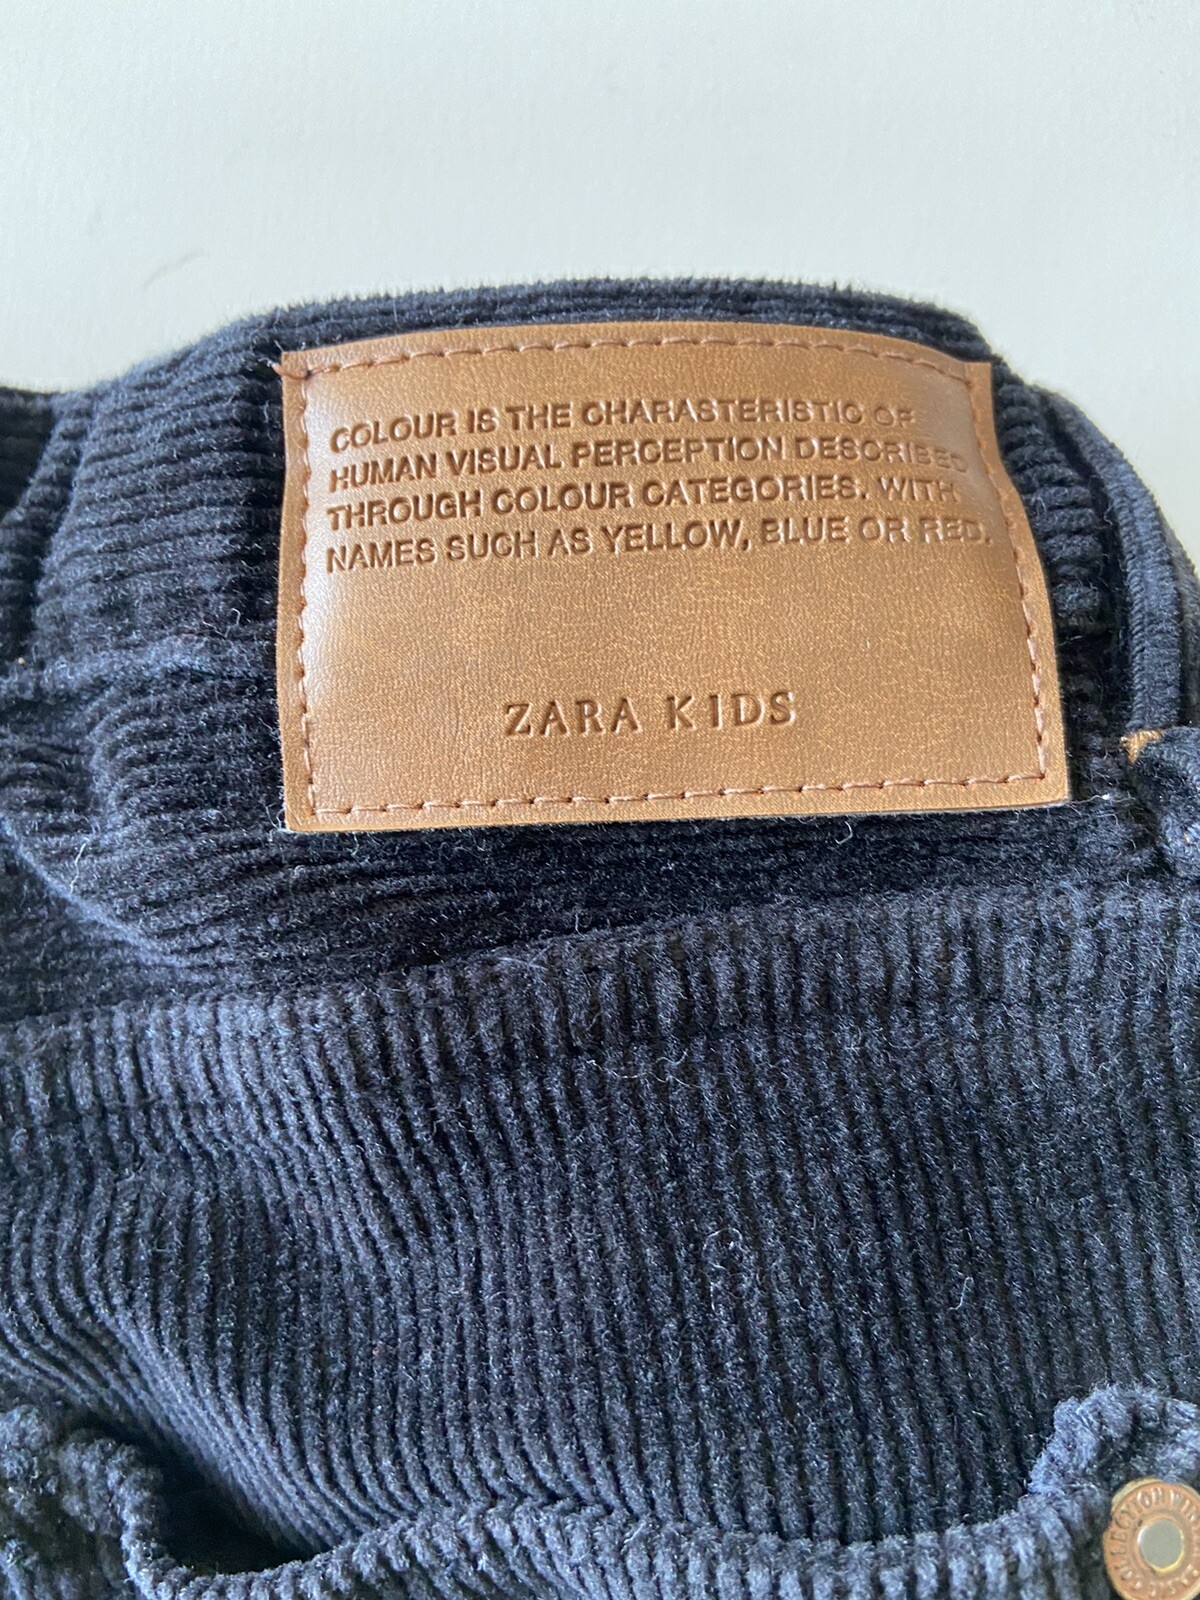 COLOUR IS THE CHARASTERISTIC OF
HUMAN VISUAL PERCEPTION DESCRIBED
THROUGH COLOUR CATEGORIES. WITH
NAMES SUCH AS YELLOW, BLUE OR RED.
ZARA KIDS